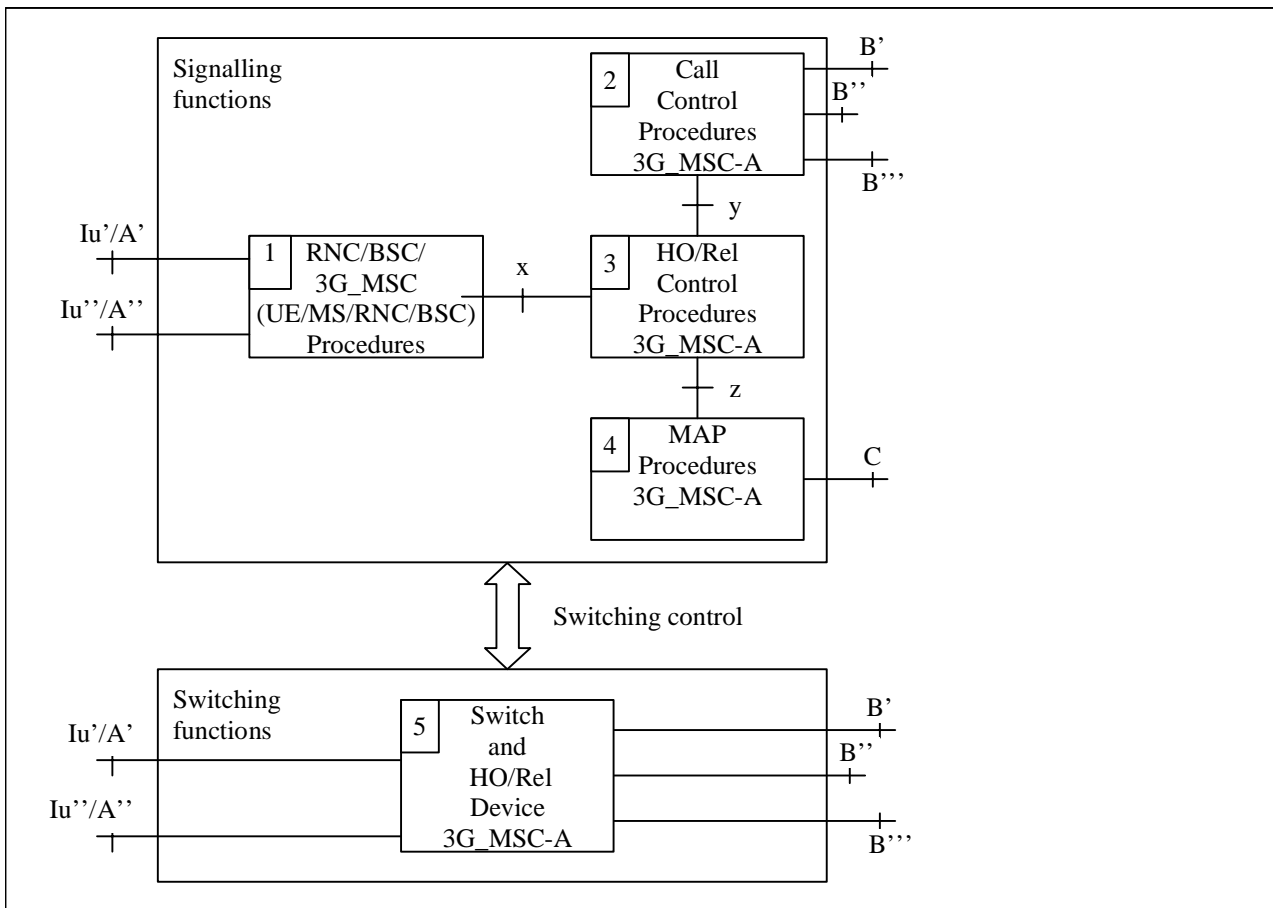 Signalling
functions
2
Call
Control
Procedures
3G_MSC-A
B’
B’’
B’’’
y
Iu’/A’
Iu’’/A’’
1
RNC/BSC/
3G_MSC
(UE/MS/RNC/BSC)
Procedures
x
3
HO/Rel
Control
Procedures
3G_MSC-A
z
4
MAP
Procedures
3G_MSC-A
C
Switching control
Switching
functions
Iu’/A’
Iu’’/A’’
5
Switch
and
HO/Rel
Device
3G_MSC-A
B’
B’’
B’’’